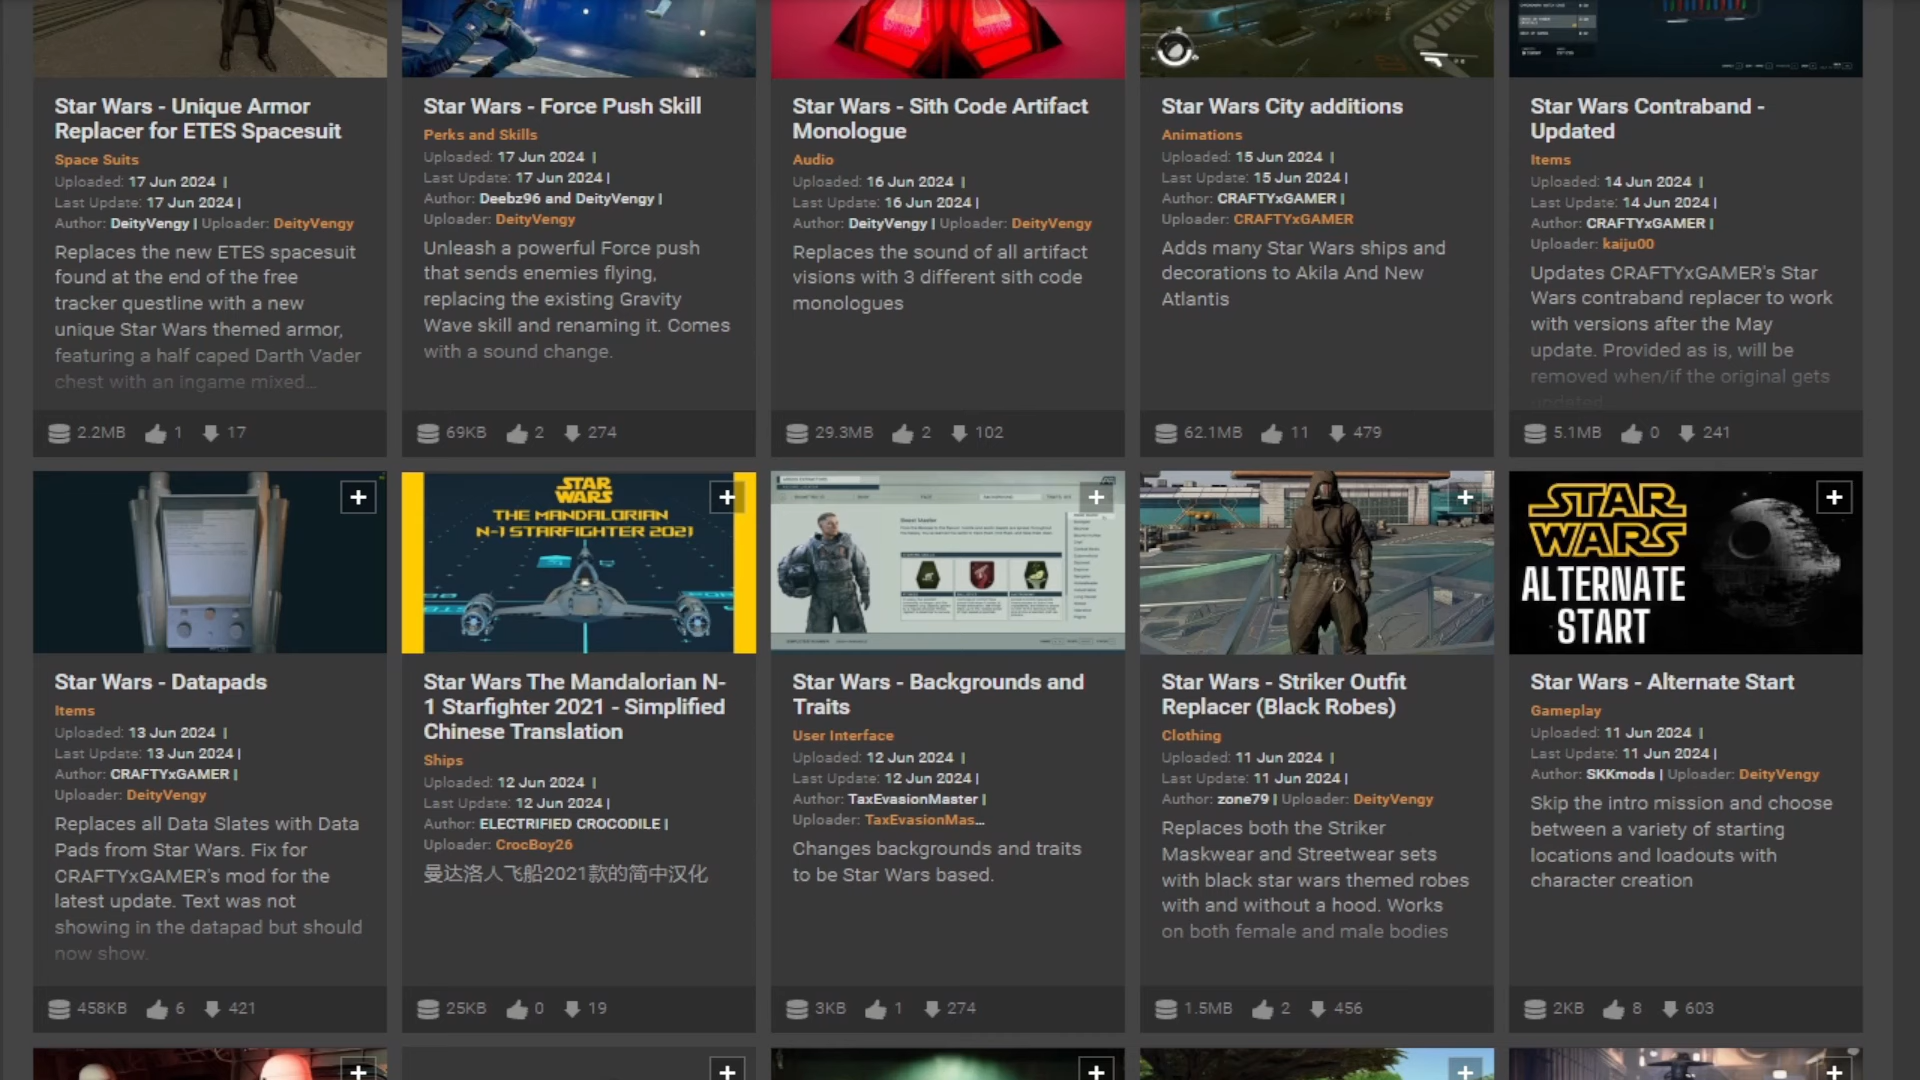 Star Wars - Unique Armor
Replacer for ETES Spacesuit
Space Suits
Uploaded: 17 Jun 2024 |
Last Update: 17 Jun 2024 |
Author: DeityVengy | Uploader: DeityVengy
Replaces the new ETES spacesuit
found at the end of the free
tracker questline with a new
unique Star Wars themed armor,
featuring a half caped Darth Vader
chest with an ingame mixed...
2.2MB 1 17
Star Wars - Force Push Skill
Perks and Skills
Uploaded: 17 Jun 2024 |
Last Update: 17 Jun 2024 |
Author: Deebz96 and DeityVengy |
Uploader: DeityVengy
Unleash a powerful Force push
that sends enemies flying,
replacing the existing Gravity
Wave skill and renaming it. Comes
with a sound change.
69KB 2 274
Star Wars - Sith Code Artifact
Monologue
Audio
Uploaded: 16 Jun 2024 |
Last Update: 16 Jun 2024 |
Author: DeityVengy | Uploader: DeityVengy
Replaces the sound of all artifact
visions with 3 different sith code
monologues
29.3MB 2 102
Star Wars City additions
Animations
Uploaded: 15 Jun 2024 |
Last Update: 15 Jun 2024 |
Author: CRAFTYxGAMER |
Uploader: CRAFTYxGAMER
Adds many Star Wars ships and
decorations to Akila And New
Atlantis
62.1MB 11 479
Star Wars Contraband -
Updated
Items
Uploaded: 14 Jun 2024 |
Last Update: 14 Jun 2024 |
Author: CRAFTYxGAMER |
Uploader: kaiju00
Updates CRAFTYxGAMER's Star
Wars contraband replacer to work
with versions after the May
update. Provided as is, will be
removed when/if the original gets
updated
5.1MB 0 241
Star Wars - Datapads
Items
Uploaded: 13 Jun 2024 |
Last Update: 13 Jun 2024 |
Author: CRAFTYxGAMER |
Uploader: DeityVengy
Replaces all Data Slates with Data
Pads from Star Wars. Fix for
CRAFTYxGAMER's mod for the
latest update. Text was not
showing in the datapad but should
now show.
458KB 6 421
STAR
WARS
THE MANDALORIAN
N-1 STARFIGHTER 2021
Star Wars The Mandalorian N-
1 Starfighter 2021 - Simplified
Chinese Translation
Ships
Uploaded: 12 Jun 2024 |
Last Update: 12 Jun 2024 |
Author: ELECTRIFIED CROCODILE |
Uploader: CrocBoy26
曼达洛人飞船2021款的简中汉化
25KB 0 19
Star Wars - Backgrounds and
Traits
User Interface
Uploaded: 12 Jun 2024 |
Last Update: 12 Jun 2024 |
Author: TaxEvasionMaster |
Uploader: TaxEvasionMas...
Changes backgrounds and traits
to be Star Wars based.
3KB 1 274
Star Wars - Striker Outfit
Replacer (Black Robes)
Clothing
Uploaded: 11 Jun 2024 |
Last Update: 11 Jun 2024 |
Author: zone79 | Uploader: DeityVengy
Replaces both the Striker
Maskwear and Streetwear sets
with black star wars themed robes
with and without a hood. Works
on both female and male bodies
1.5MB 2 456
STAR
WARS
ALTERNATE
START
Star Wars - Alternate Start
Gameplay
Uploaded: 11 Jun 2024 |
Last Update: 11 Jun 2024 |
Author: SKKmods | Uploader: DeityVengy
Skip the intro mission and choose
between a variety of starting
locations and loadouts with
character creation
2KB 8 603